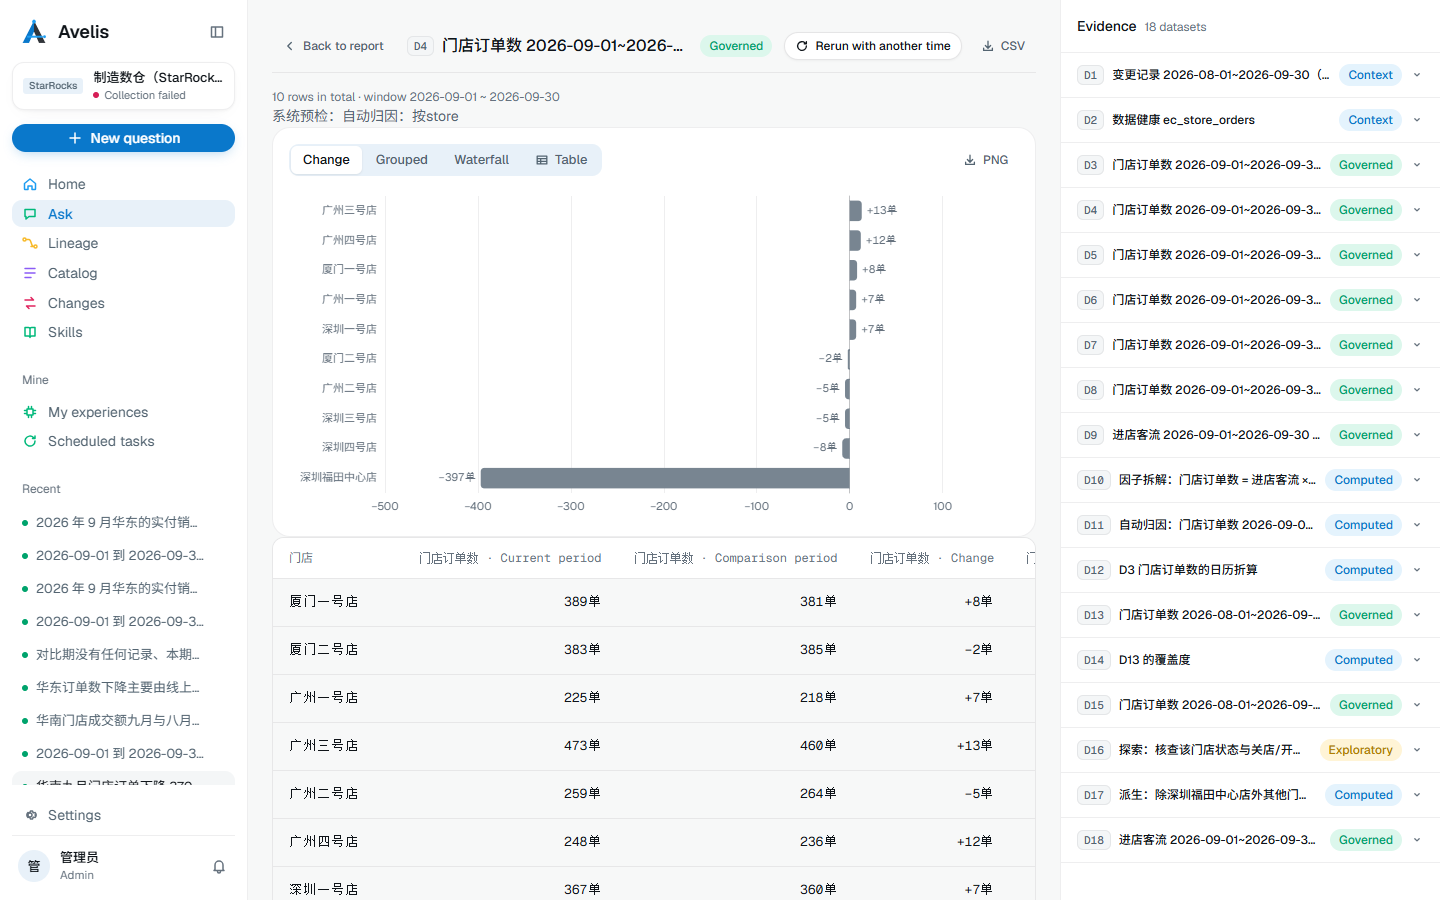 Avelis
StarRocks
制造数仓（StarRock...
Collection failed
New question
Home
Ask
Lineage
Catalog
Changes
Skills
Mine
My experiences
Scheduled tasks
Recent
2026 年 9 月华东的实付销...
2026-09-01 到 2026-09-3...
2026 年 9 月华东的实付销...
2026-09-01 到 2026-09-3...
对比期没有任何记录、本期...
华东订单数下降主要由线上...
华南门店成交额九月与八月...
2026-09-01 到 2026-09-3...
Settings
管
管理员
Admin
Back to report
D4
门店订单数 2026-09-01~2026-...
Governed
Rerun with another time
CSV
10 rows in total · window 2026-09-01 ~ 2026-09-30
系统预检：自动归因：按store
Change
Grouped
Waterfall
Table
PNG
广州三号店
+13单
广州四号店
+12单
厦门一号店
+8单
广州一号店
+7单
深圳一号店
+7单
厦门二号店
-2单
广州二号店
-5单
深圳三号店
-5单
深圳四号店
-8单
深圳福田中心店
-397单
-500
-400
-300
-200
-100
0
100
门店
门店订单数 · Current period
门店订单数 · Comparison period
门店订单数 · Change
厦门一号店 389单 381单 +8单
厦门二号店 383单 385单 -2单
广州一号店 225单 218单 +7单
广州三号店 473单 460单 +13单
广州二号店 259单 264单 -5单
广州四号店 248单 236单 +12单
深圳一号店 367单 360单 +7单
Evidence 18 datasets
D1 变更记录 2026-08-01~2026-09-30（... Context
D2 数据健康 ec_store_orders Context
D3 门店订单数 2026-09-01~2026-09-3... Governed
D4 门店订单数 2026-09-01~2026-09-3... Governed
D5 门店订单数 2026-09-01~2026-09-3... Governed
D6 门店订单数 2026-09-01~2026-09-3... Governed
D7 门店订单数 2026-09-01~2026-09-3... Governed
D8 门店订单数 2026-09-01~2026-09-3... Governed
D9 进店客流 2026-09-01~2026-09-30 ... Governed
D10 因子拆解：门店订单数 = 进店客流 ×... Computed
D11 自动归因：门店订单数 2026-09-0... Computed
D12 D3 门店订单数的日历折算 Computed
D13 门店订单数 2026-08-01~2026-09-... Governed
D14 D13 的覆盖度 Computed
D15 门店订单数 2026-08-01~2026-09-... Governed
D16 探索：核查该门店状态与关店/开... Exploratory
D17 派生：除深圳福田中心店外其他门... Computed
D18 进店客流 2026-09-01~2026-09-3... Governed